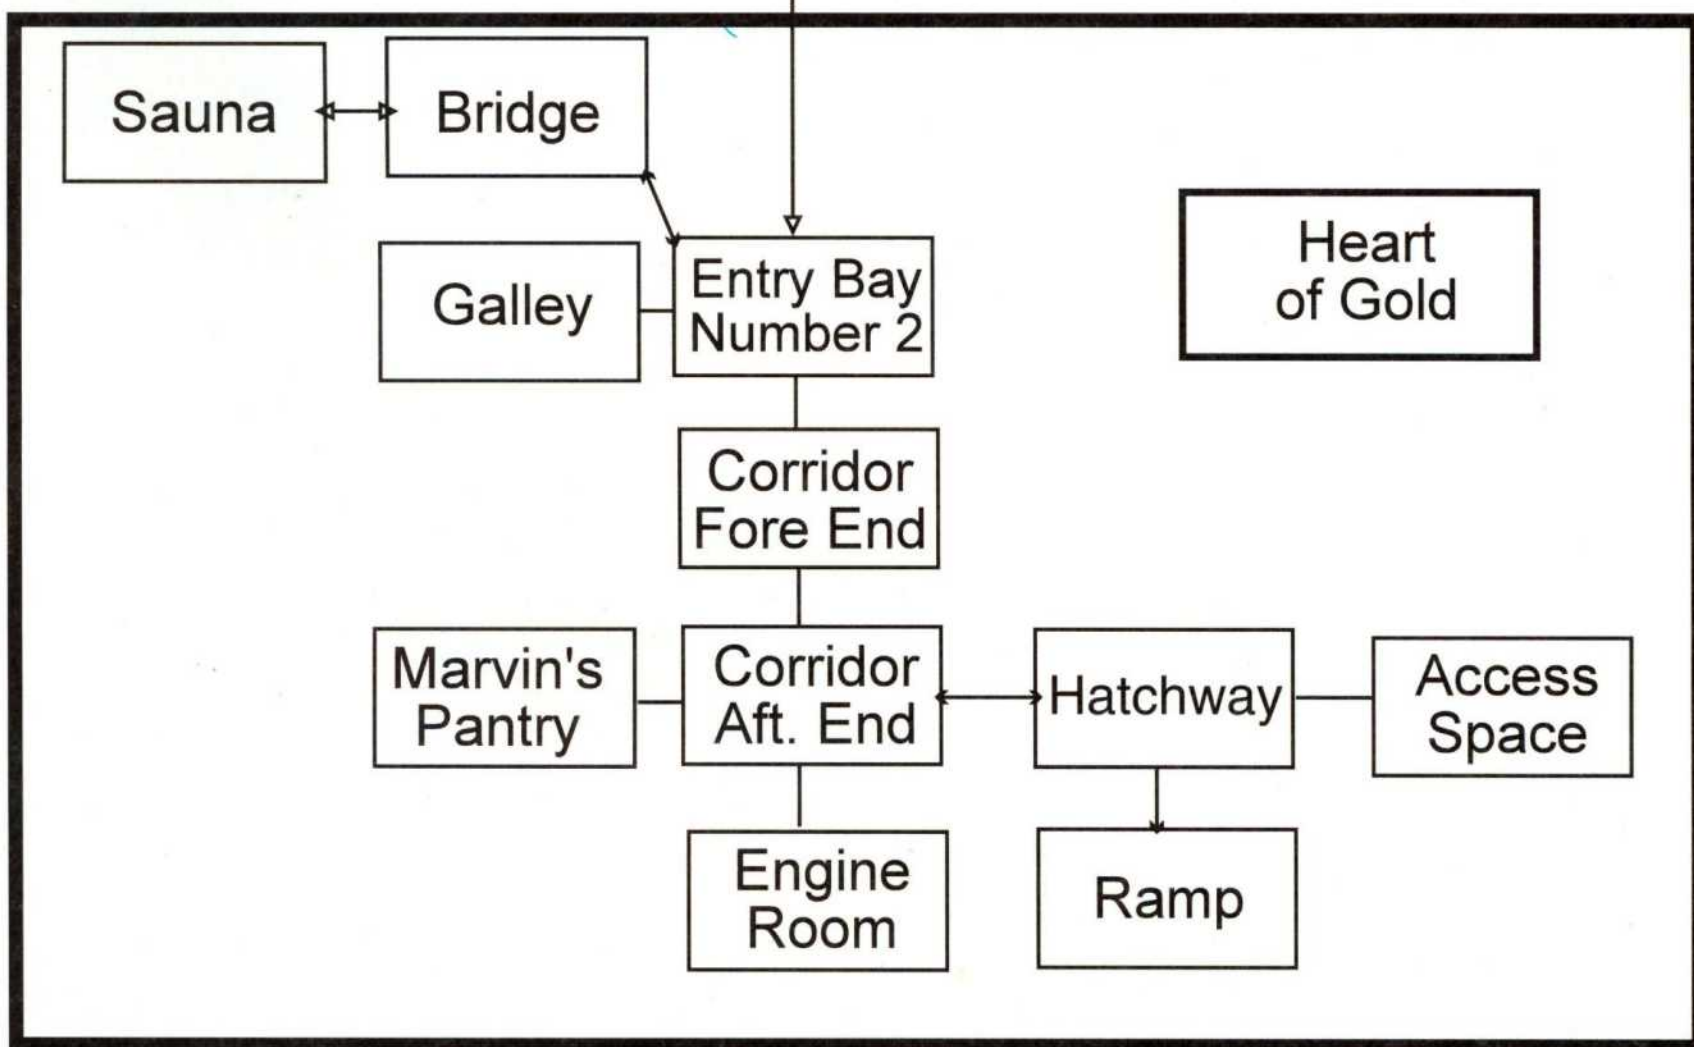 Sauna
Bridge
Galley
Entry Bay
Number 2
Heart
of Gold
Corridor
Fore End
Marvin's
Pantry
Corridor
Aft. End
Hatchway
Access
Space
Engine
Room
Ramp